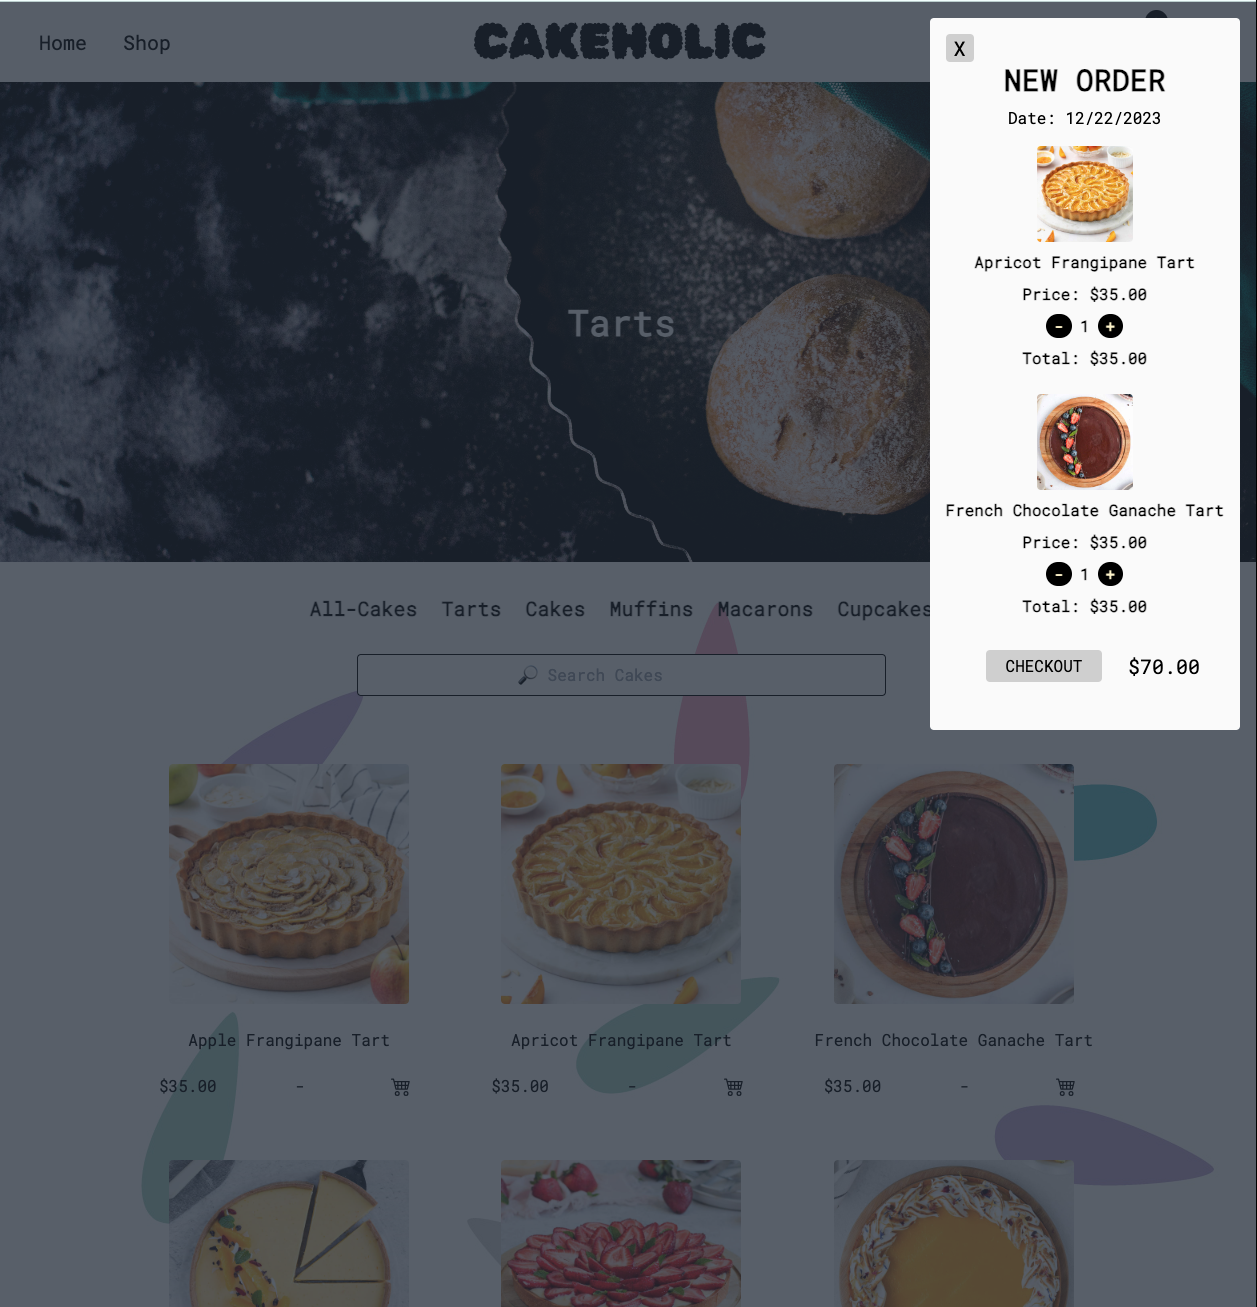 Home Shop
CAKEHOLIC
Tarts
All-Cakes Tarts Cakes Muffins Macarons Cupcakes
Search Cakes
Apple Frangipane Tart
$35.00 -
Apricot Frangipane Tart
$35.00 -
French Chocolate Ganache Tart
$35.00 -
X
NEW ORDER
Date: 12/22/2023
Apricot Frangipane Tart
Price: $35.00
- 1 +
Total: $35.00
French Chocolate Ganache Tart
Price: $35.00
- 1 +
Total: $35.00
CHECKOUT $70.00